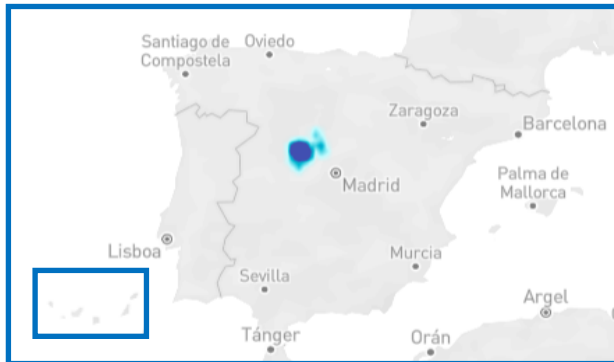 Santiago de
Compostela
Oviedo
Zaragoza
Barcelona
Madrid
Palma de
Mallorca
Lisboa
Murcia
Sevilla
Argel
Tánger
Orán